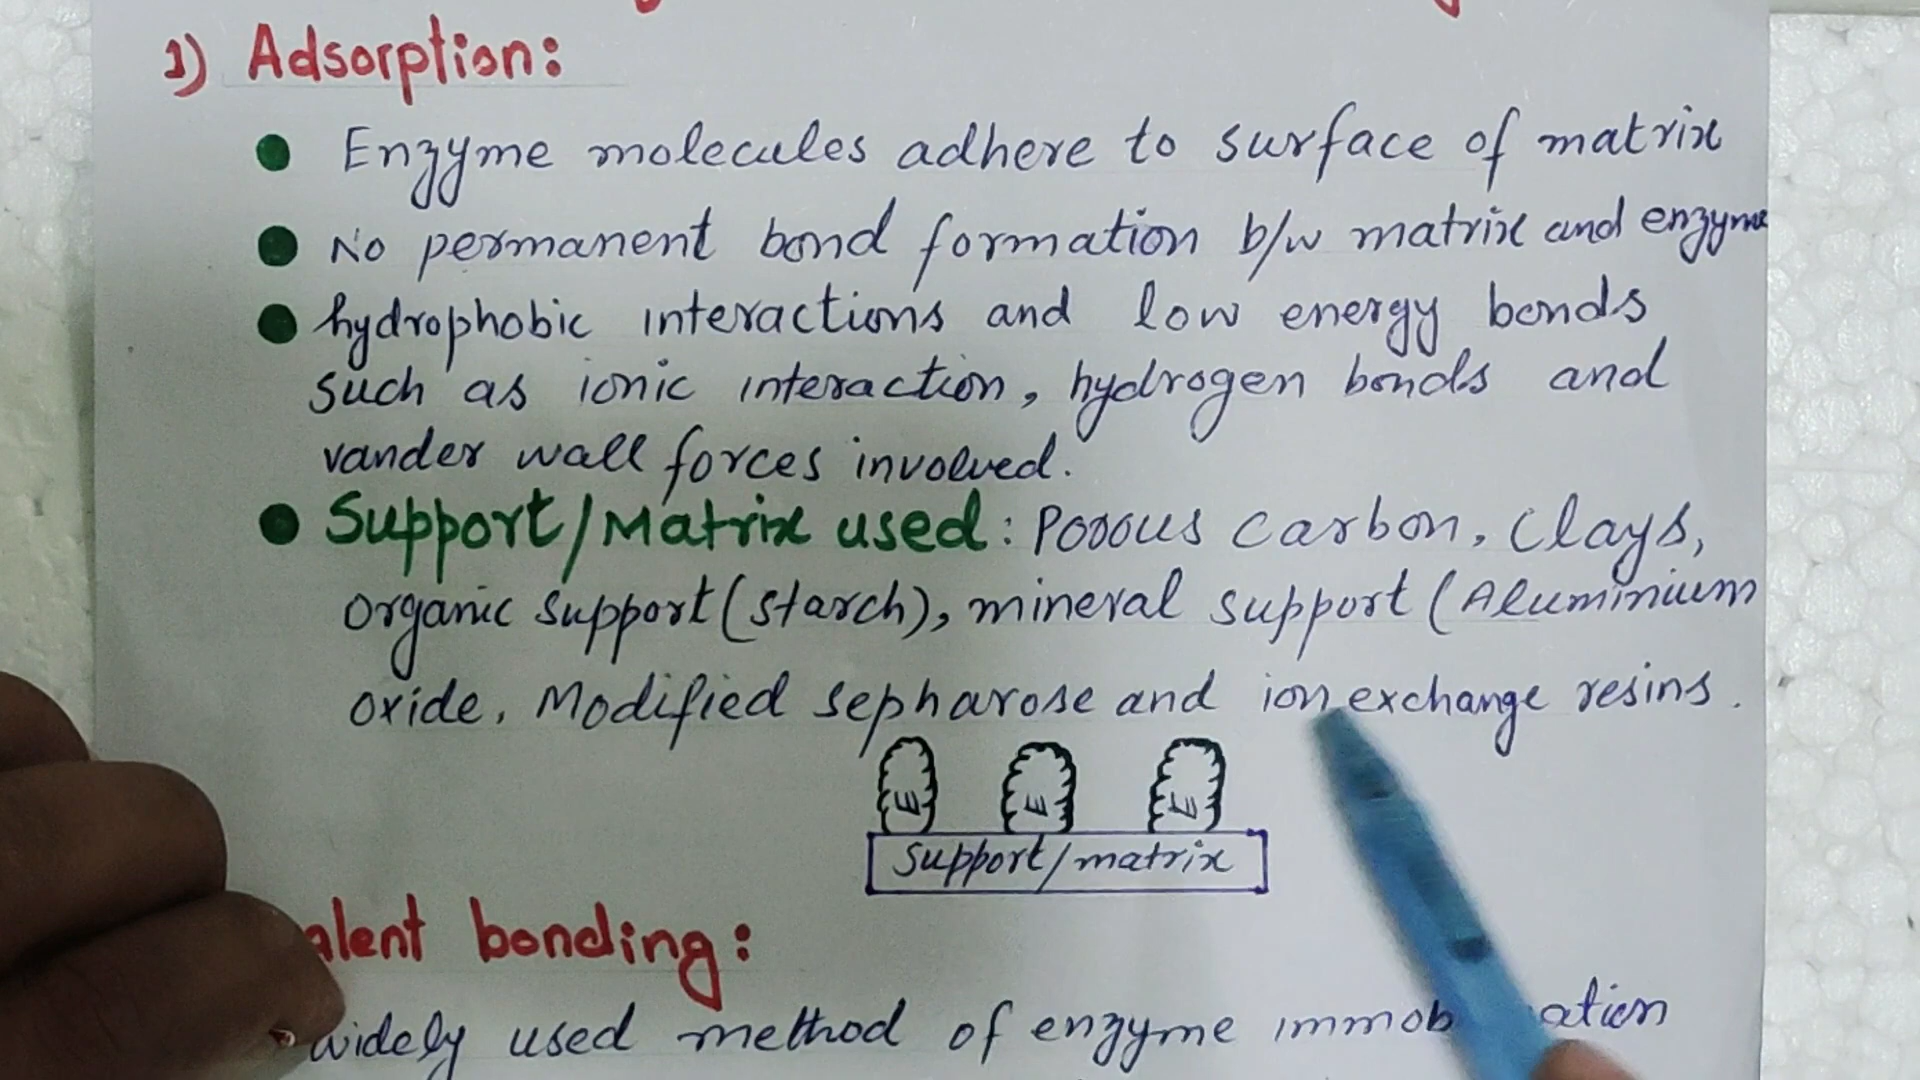 1) Adsorption:
Enzyme molecules adhere to surface of matrix
No permanent bond formation b/w matrix and enzyme
hydrophobic interactions and low energy bonds
such as ionic interaction, hydrogen bonds and
vander wall forces involved.
Support/Matrix used: Porous carbon, Clays,
organic support (starch), mineral support (Aluminium
oxide, Modified sepharose and ion exchange resins.
Support/matrix
bonding:
widely used method of enzyme